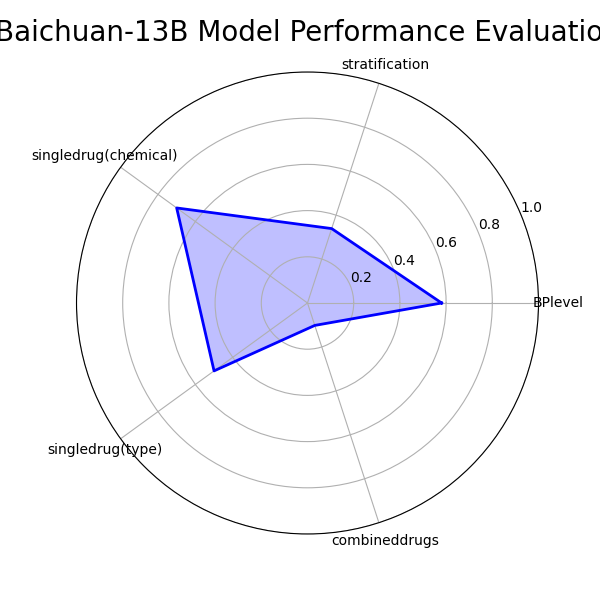 Baichuan-13B Model Performance Evaluatio
stratification
singledrug(chemical)
1.0
0.8
0.6
0.4
0.2
BPlevel
singledrug(type)
combineddrugs